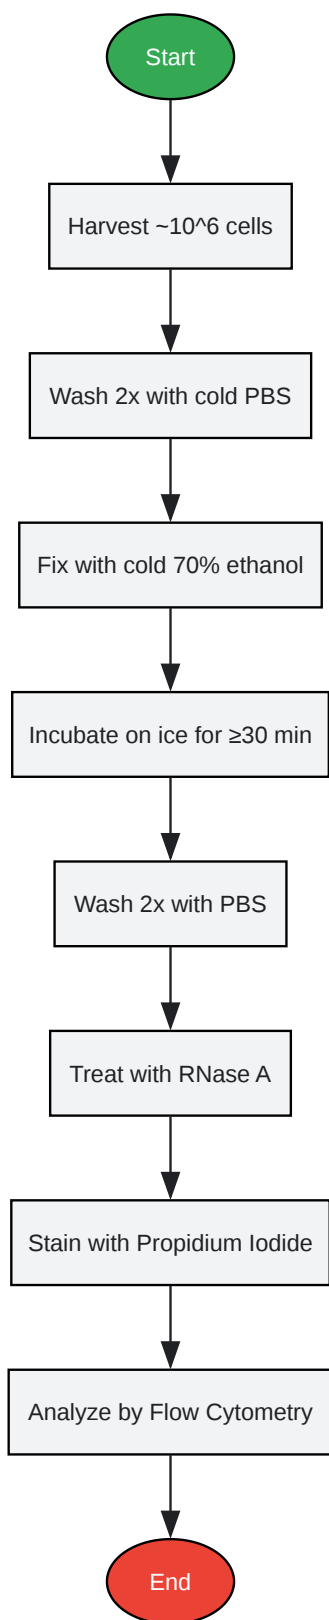 Start
Harvest ~10^6 cells
Wash 2x with cold PBS
Fix with cold 70% ethanol
Incubate on ice for ≥30 min
Wash 2x with PBS
Treat with RNase A
Stain with Propidium Iodide
Analyze by Flow Cytometry
End